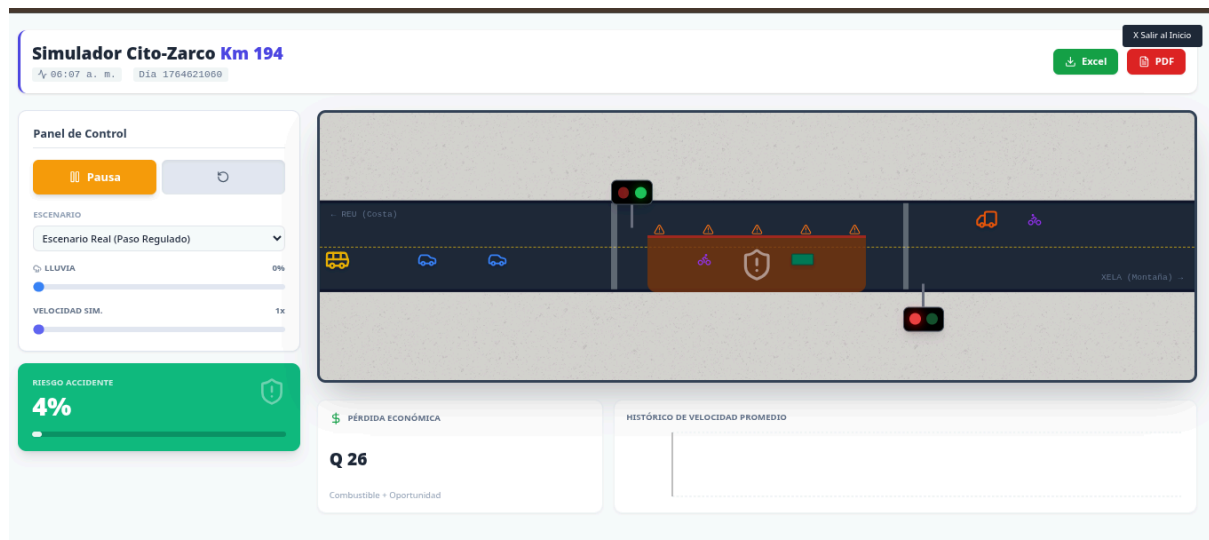 X Salir al Inicio
Simulador Cito-Zarco Km 194
06:07 a. m. Día 1764621060
Excel
PDF
Panel de Control
Pausa
ESCENARIO
Escenario Real (Paso Regulado)
LLUVIA 0%
VELOCIDAD SIM. 1x
RIESGO ACCIDENTE
4%
← REU (Costa)
XELA (Montaña) →
$ PÉRDIDA ECONÓMICA
Q 26
Combustible + Oportunidad
HISTÓRICO DE VELOCIDAD PROMEDIO